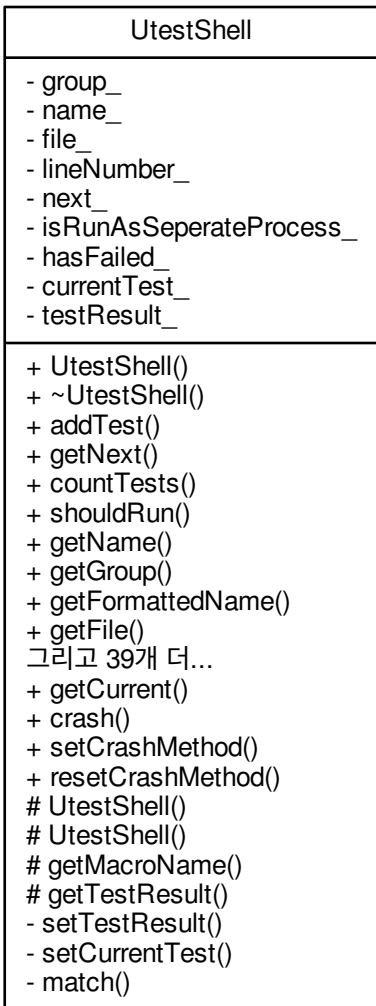 UtestShell
- group_
- name_
- file_
- lineNumber_
- next_
- isRunAsSeperateProcess_
- hasFailed_
- currentTest_
- testResult_
+ UtestShell()
+ ~UtestShell()
+ addTest()
+ getNext()
+ countTests()
+ shouldRun()
+ getName()
+ getGroup()
+ getFormattedName()
+ getFile()
그리고 39개 더...
+ getCurrent()
+ crash()
+ setCrashMethod()
+ resetCrashMethod()
# UtestShell()
# UtestShell()
# getMacroName()
# getTestResult()
- setTestResult()
- setCurrentTest()
- match()